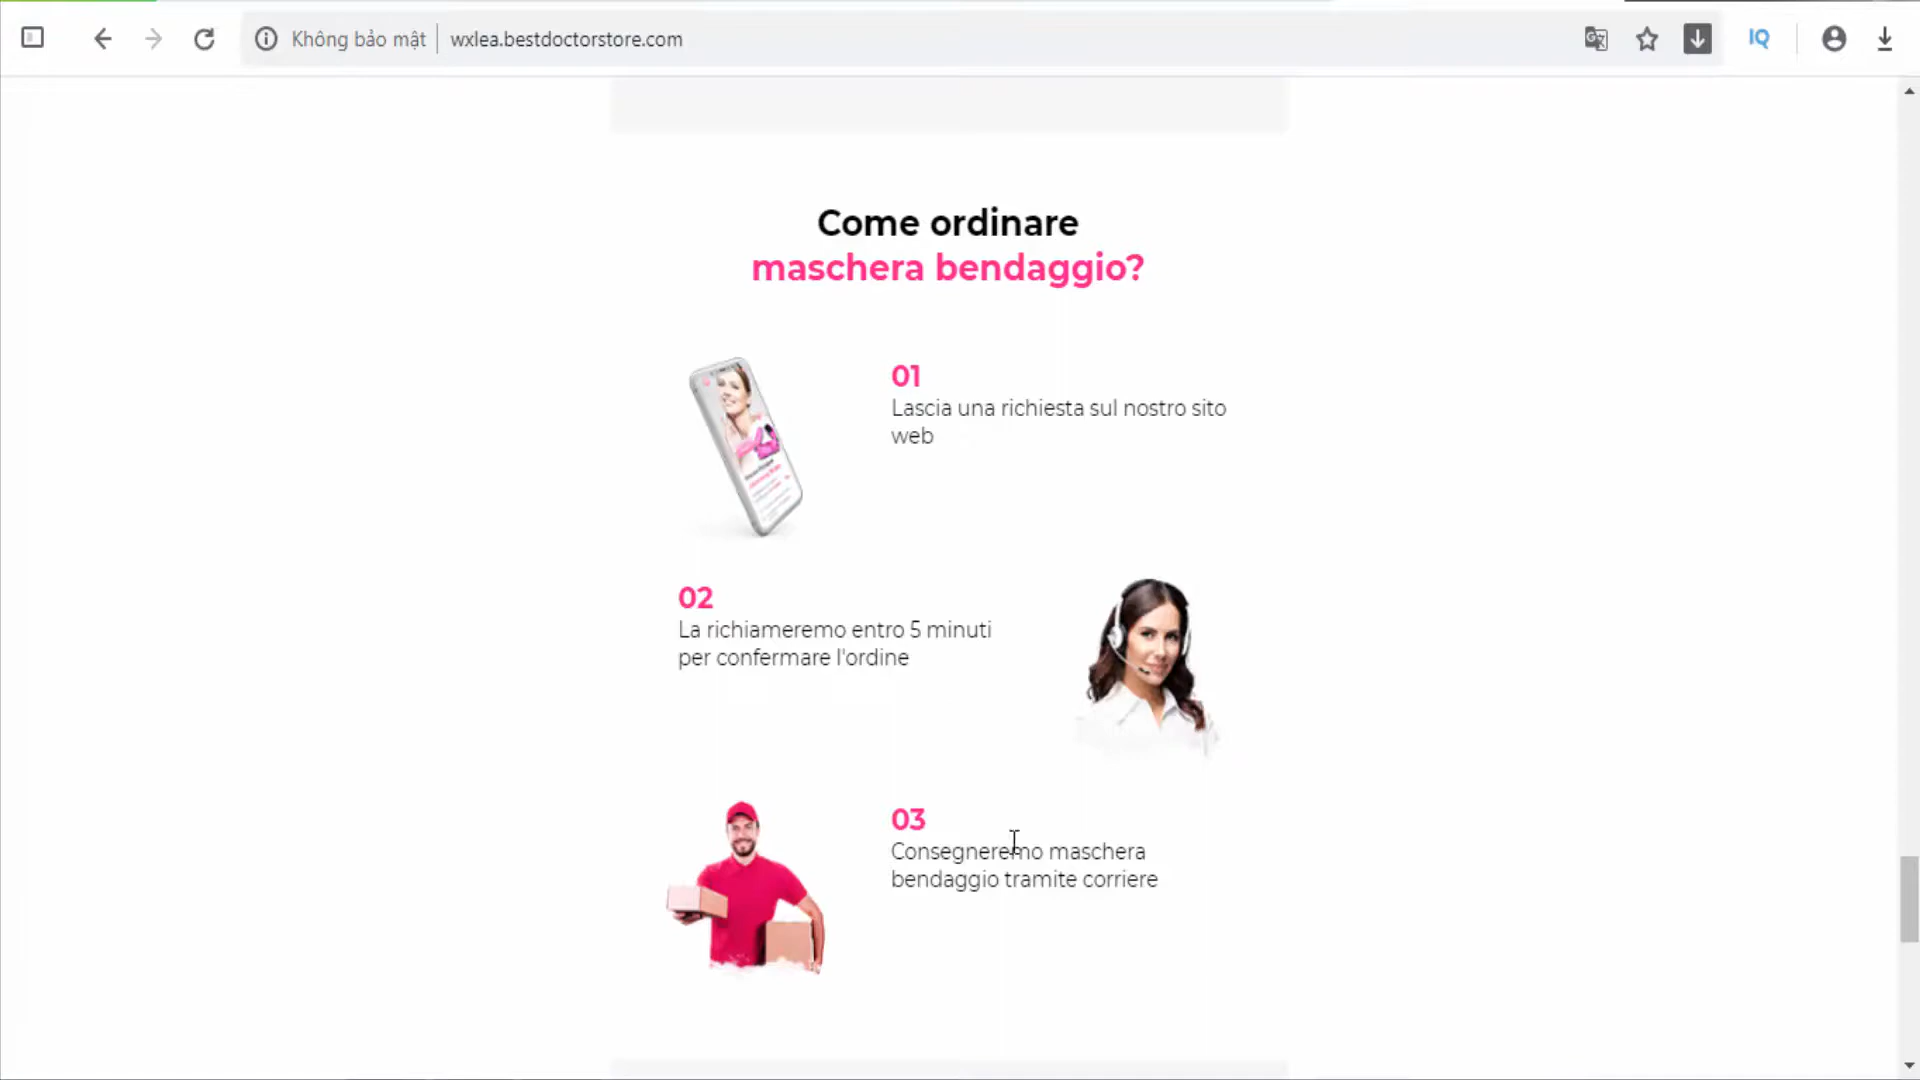 Không bảo mật
wxlea.bestdoctorstore.com
IQ
Come ordinare
maschera bendaggio?
01
Lascia una richiesta sul nostro sito
web
02
La richiameremo entro 5 minuti
per confermare l'ordine
03
Consegneremo maschera
bendaggio tramite corriere